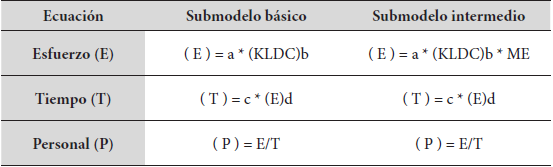 Ecuación Submodelo básico Submodelo intermedio
Esfuerzo (E) ( E ) = a * (KLDC)b ( E ) = a * (KLDC)b * ME
Tiempo (T) ( T ) = c * (E)d ( T ) = c * (E)d
Personal (P) ( P ) = E/T ( P ) = E/T